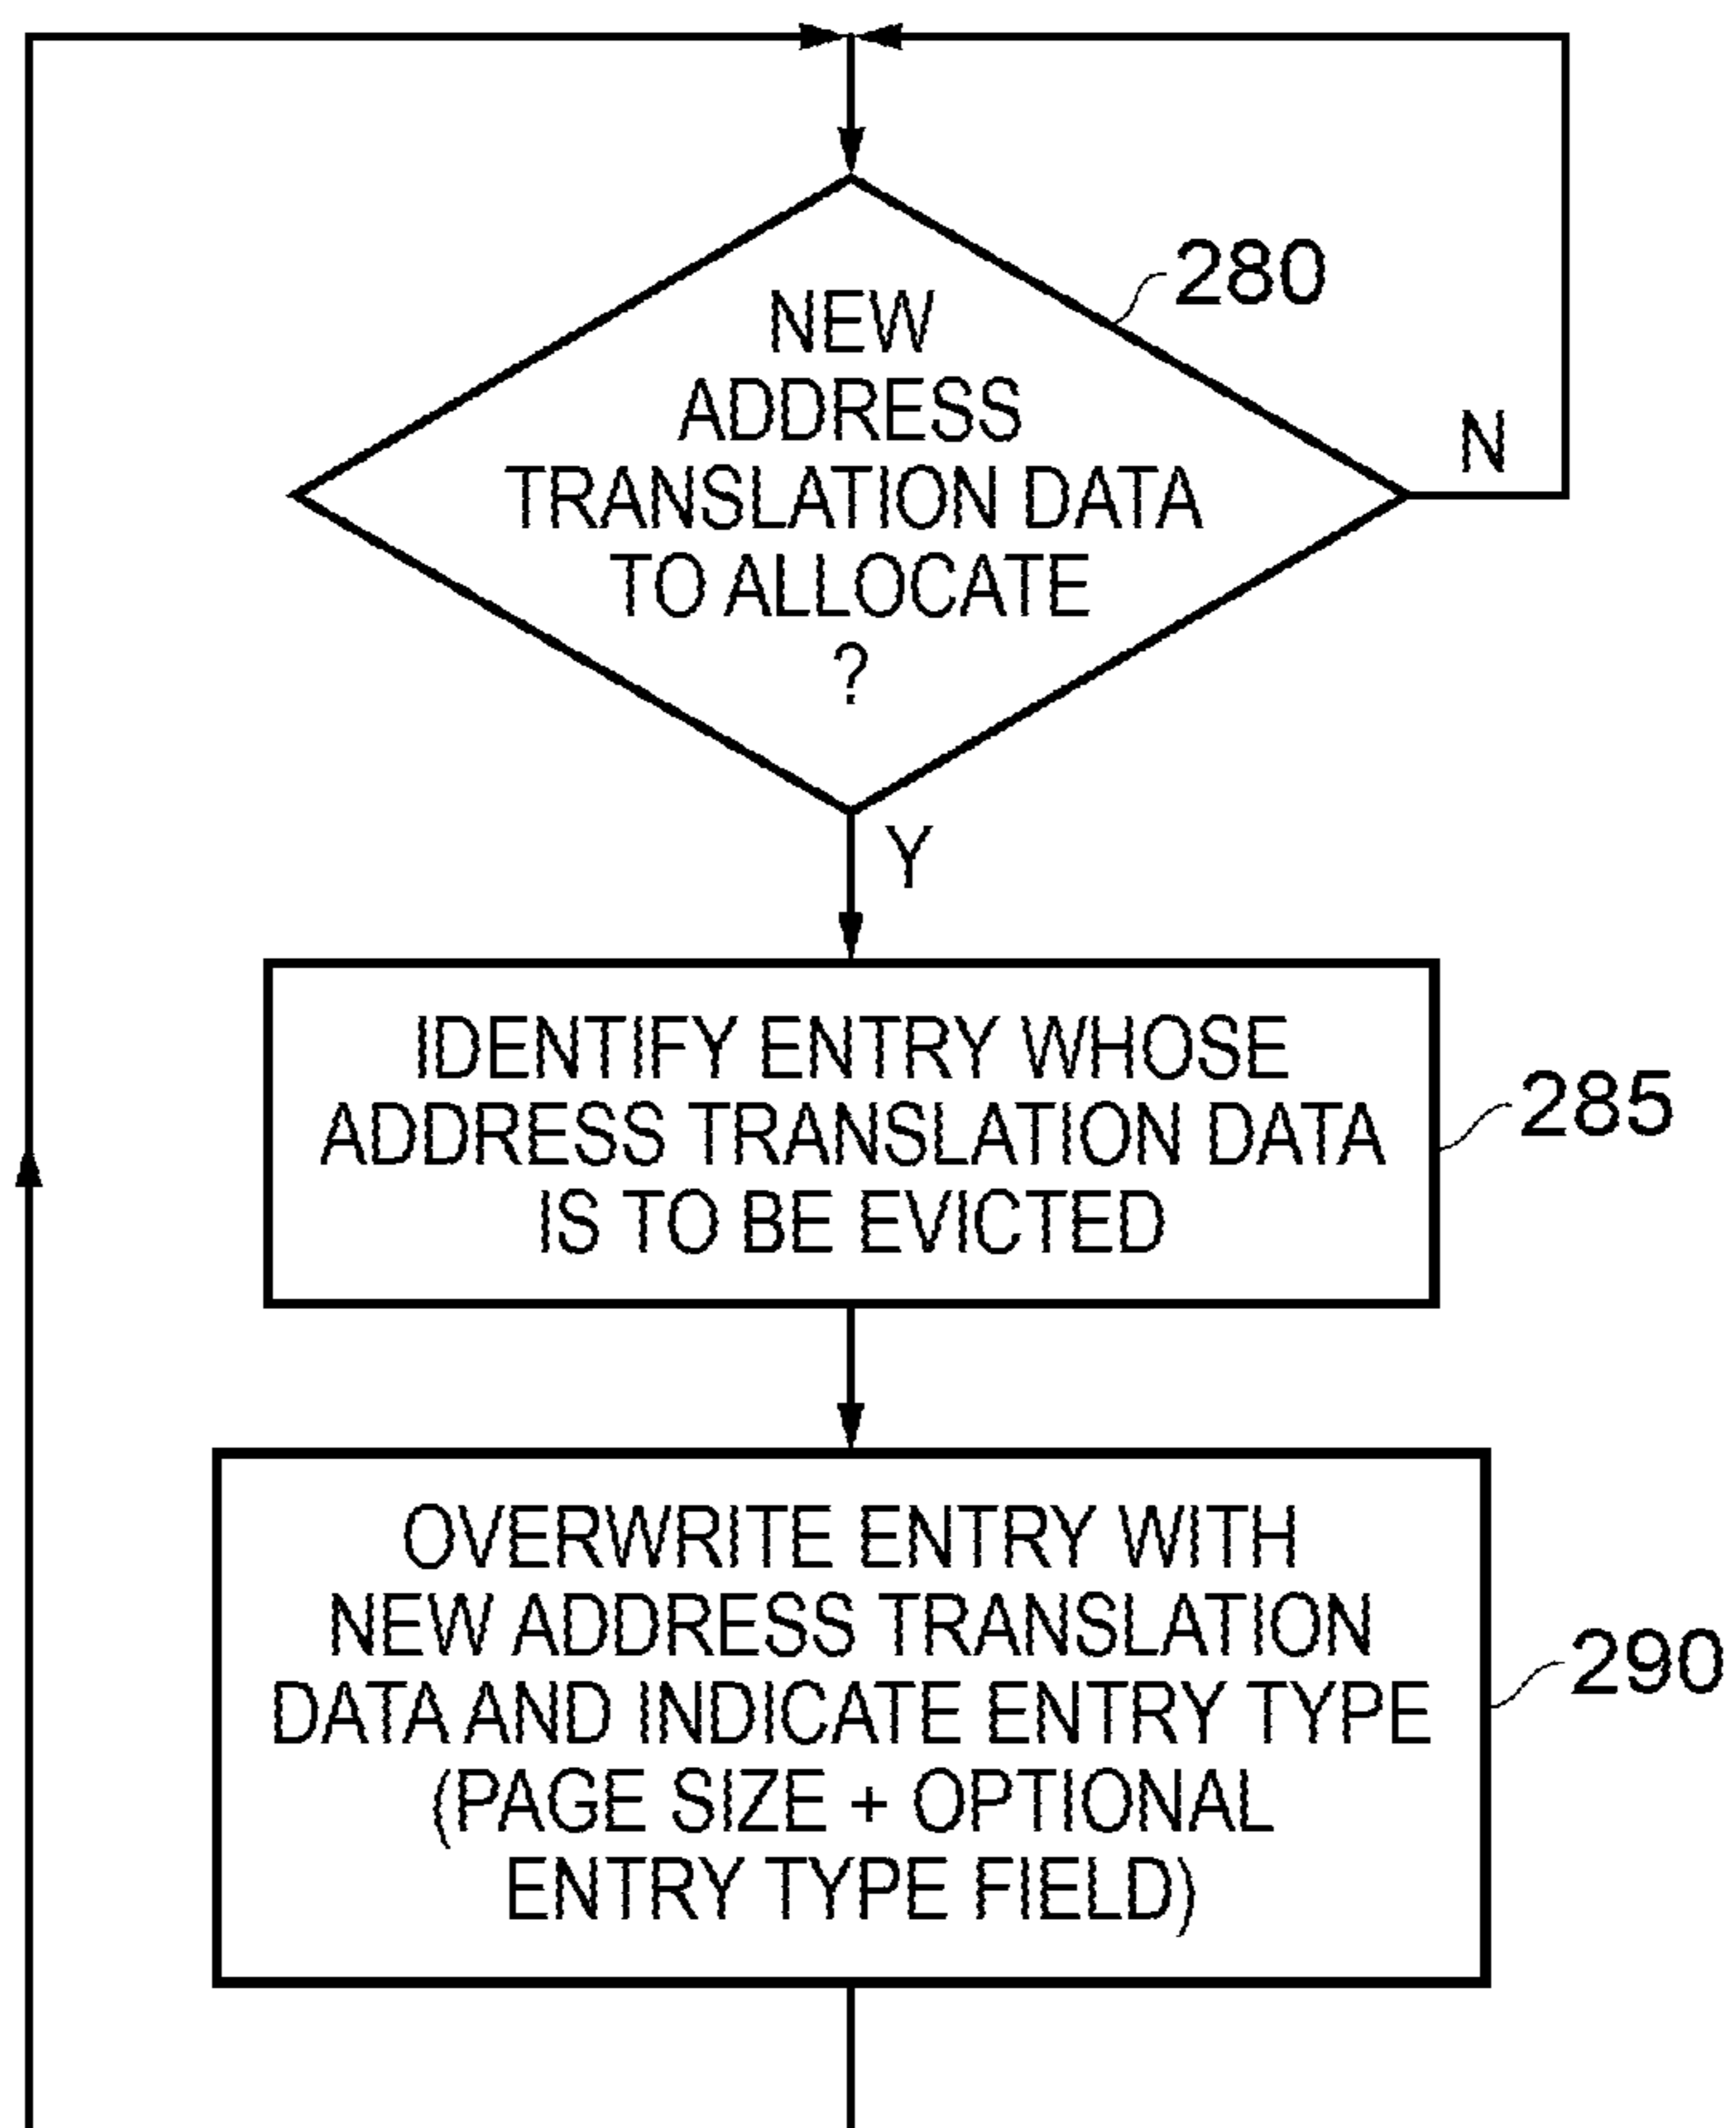 280
NEW
ADDRESS
TRANSLATION DATA
TO ALLOCATE
?
N
Y
IDENTIFY ENTRY WHOSE
ADDRESS TRANSLATION DATA
IS TO BE EVICTED
285
OVERWRITE ENTRY WITH
NEW ADDRESS TRANSLATION
DATA AND INDICATE ENTRY TYPE
(PAGE SIZE + OPTIONAL
ENTRY TYPE FIELD)
290